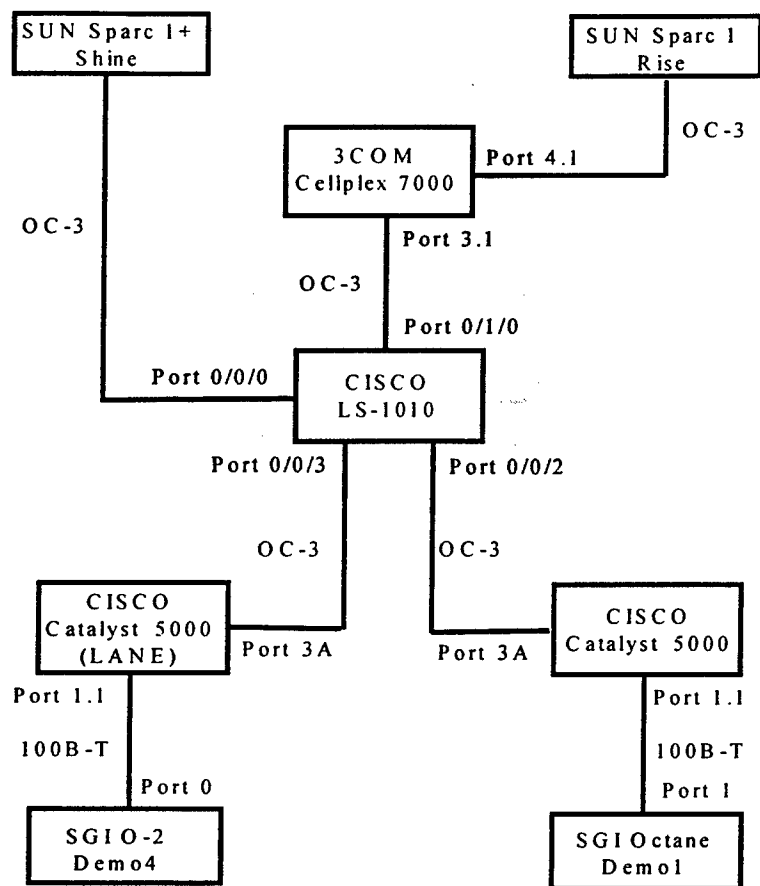 SUN Sparc 1+
Shine
SUN Sparc 1
Rise
OC-3
3COM
Cellplex 7000
Port 4.1
OC-3
Port 3.1
OC-3
Port 0/1/0
Port 0/0/0
CISCO
LS-1010
Port 0/0/3
Port 0/0/2
OC-3
OC-3
CISCO
Catalyst 5000
(LANE)
Port 3A
Port 3A
CISCO
Catalyst 5000
Port 1.1
Port 1.1
100B-T
100B-T
Port 0
Port 1
SGI O-2
Demo4
SGI Octane
Demo1